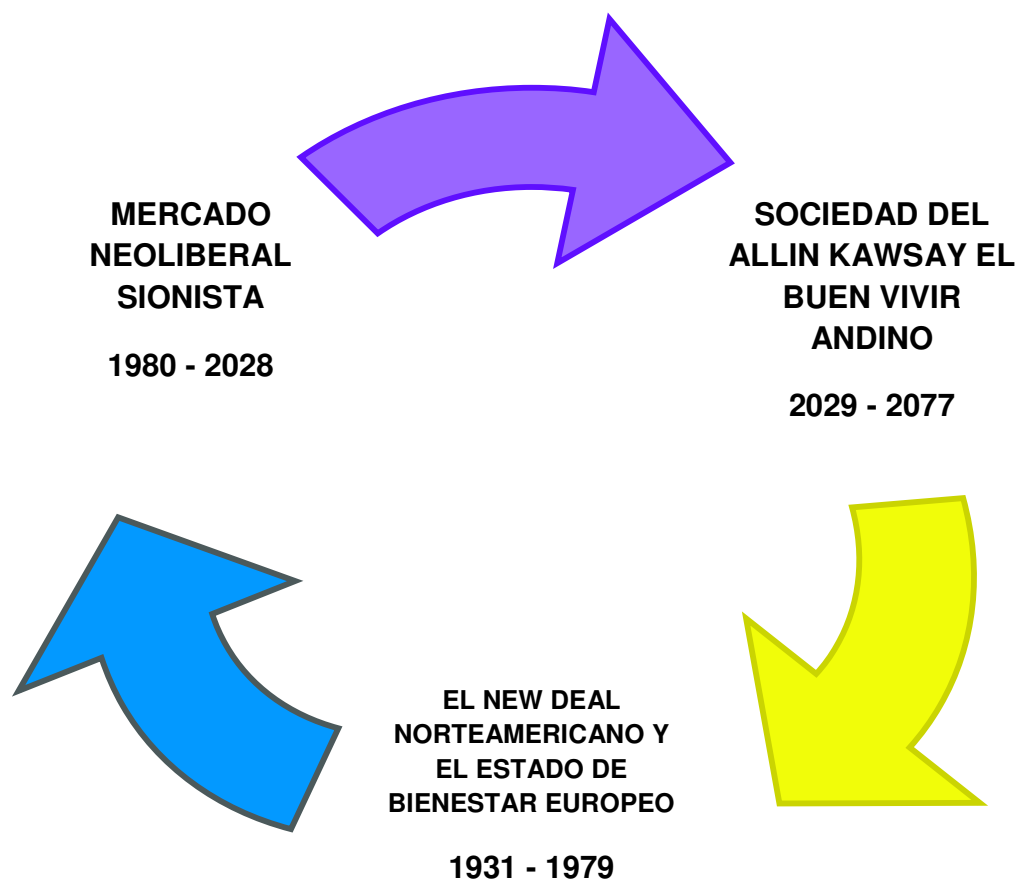 MERCADO
NEOLIBERAL
SIONISTA
1980 - 2028
SOCIEDAD DEL
ALLIN KAWSAY EL
BUEN VIVIR
ANDINO
2029 - 2077
EL NEW DEAL
NORTEAMERICANO Y
EL ESTADO DE
BIENESTAR EUROPEO
1931 - 1979